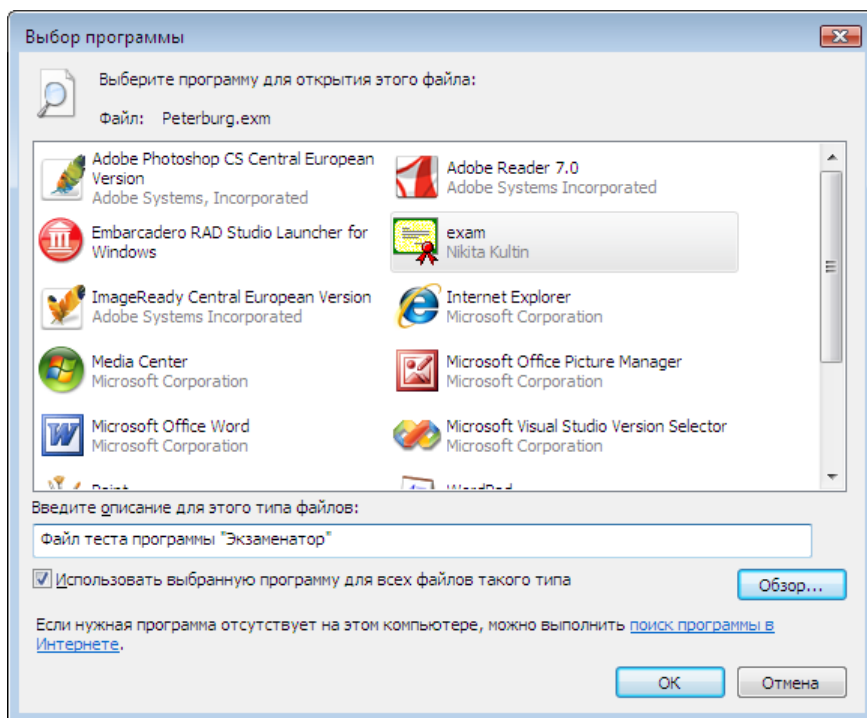 Выбор программы
Выберите программу для открытия этого файла:
Файл: Peterburg.exm
Adobe Photoshop CS Central European
Version
Adobe Systems, Incorporated
Adobe Reader 7.0
Adobe Systems Incorporated
Embarcadero RAD Studio Launcher for
Windows
exam
Nikita Kultin
ImageReady Central European Version
Adobe Systems Incorporated
Internet Explorer
Microsoft Corporation
Media Center
Microsoft Corporation
Microsoft Office Picture Manager
Microsoft Corporation
Microsoft Office Word
Microsoft Corporation
Microsoft Visual Studio Version Selector
Microsoft Corporation
Paint
WordPad
Введите описание для этого типа файлов:
Файл теста программы "Экзаменатор"
Использовать выбранную программу для всех файлов такого типа
Обзор...
Если нужная программа отсутствует на этом компьютере, можно выполнить поиск программы в
Интернете.
ОК
Отмена